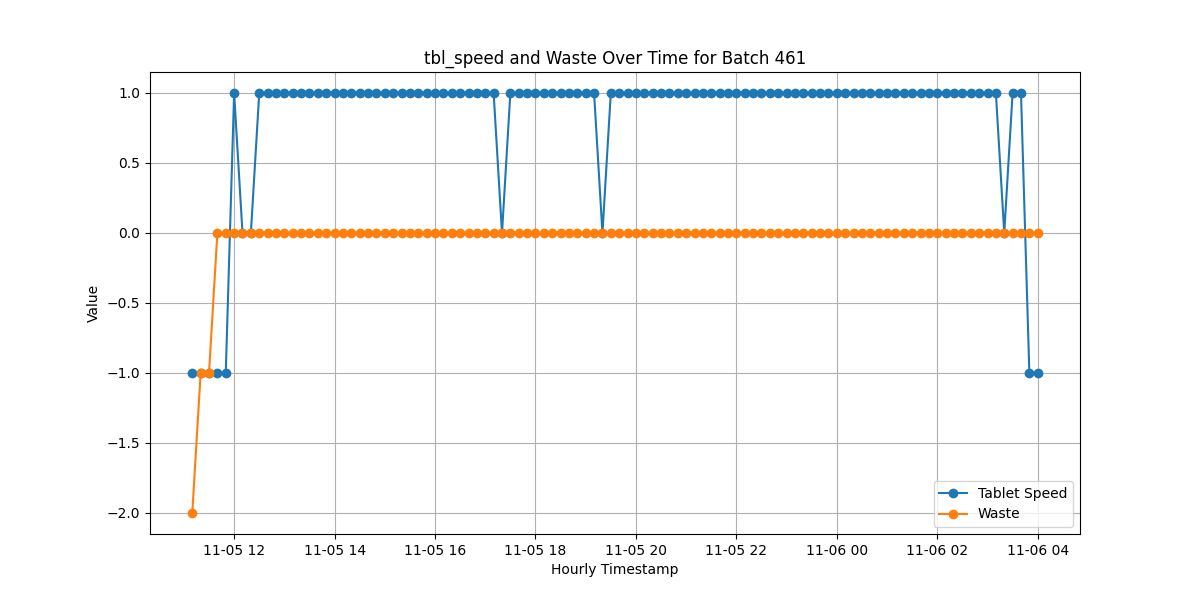 tbl_speed and Waste Over Time for Batch 461
1.0
0.5
0.0
−0.5
−1.0
−1.5
−2.0
Value
Tablet Speed
Waste
11-05 12 11-05 14 11-05 16 11-05 18 11-05 20 11-05 22 11-06 00 11-06 02 11-06 04
Hourly Timestamp